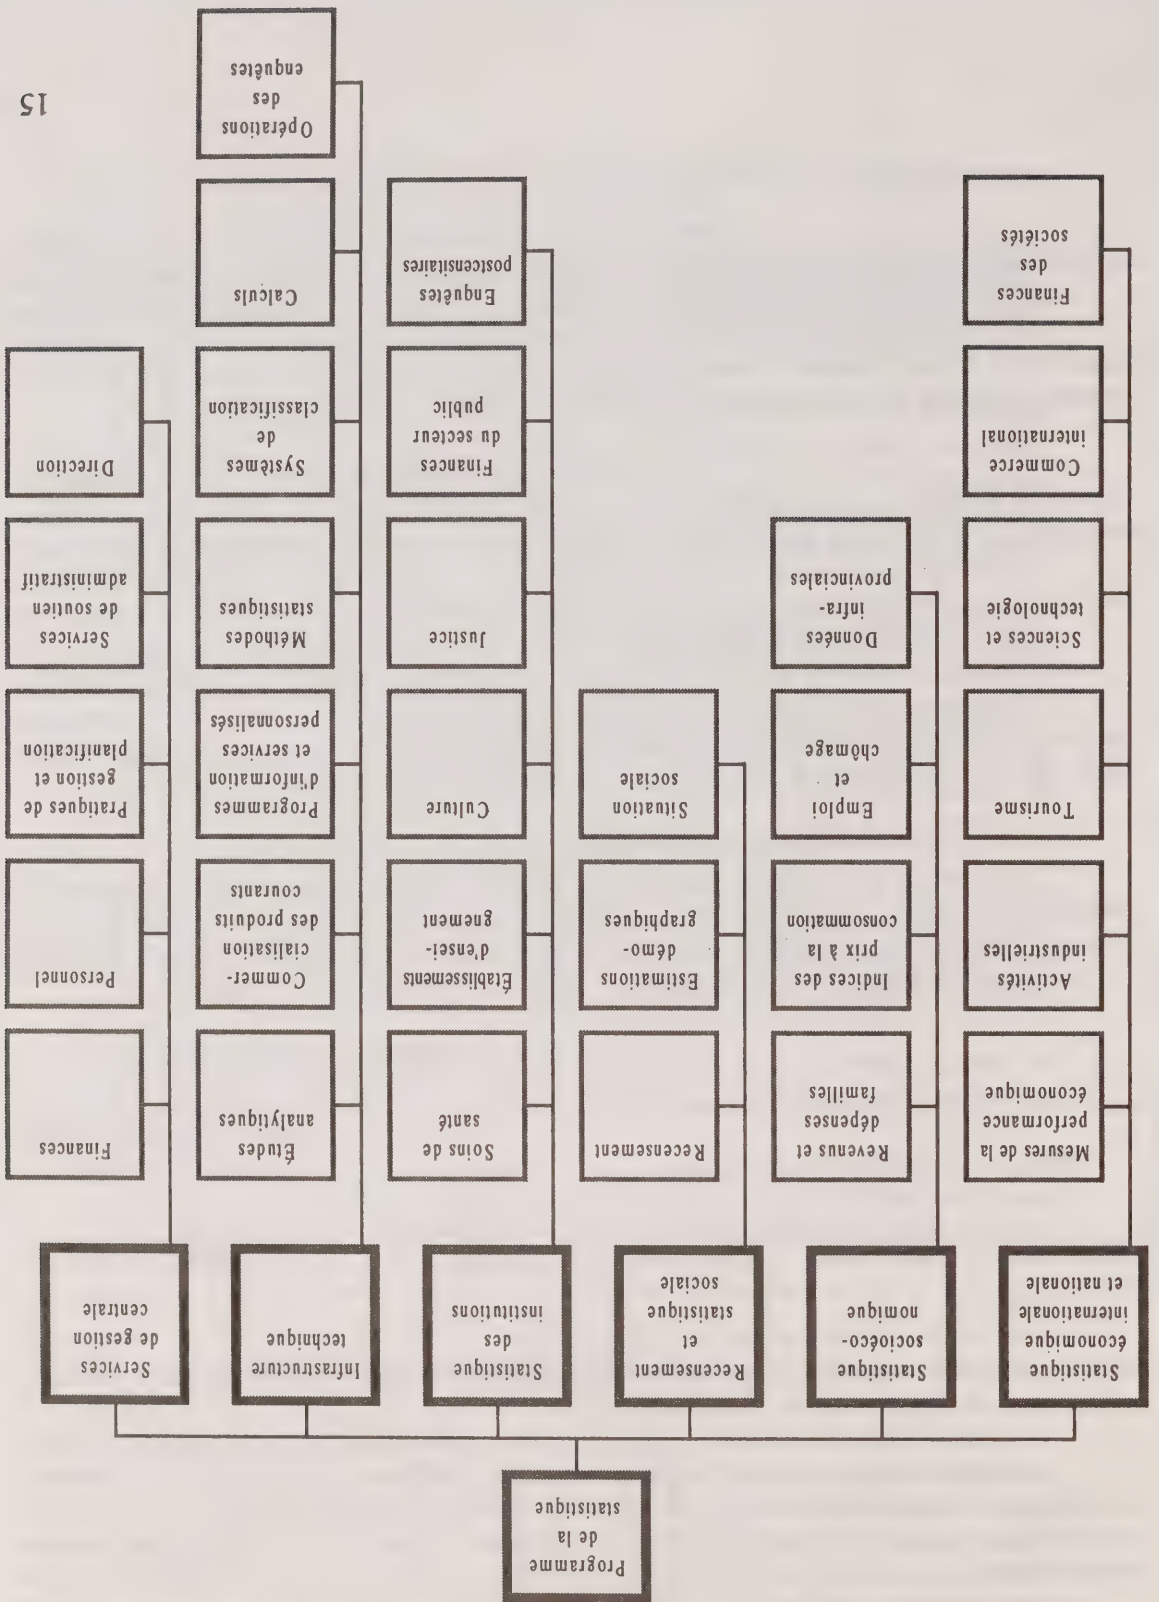 Programme
de la
statistique
Statistique
économique
internationale
et nationale
Mesures de la
performance
économique
Activités
industrielles
Tourisme
Sciences et
technologie
Commerce
international
Finances
des
sociétés
Statistique
socioéco-
nomique
Revenus et
dépenses
familles
Indices des
prix à la
consommation
Emploi
et
chômage
Données
infra-
provinciales
Recensement
et
statistique
sociale
Recensement
Estimations
démo-
graphiques
Situation
sociale
Statistique
des
institutions
Soins de
santé
Établissements
d'ensei-
gnement
Culture
Justice
Finances
du secteur
public
Enquêtes
postcensitaires
Infrastructure
technique
Études
analytiques
Commer-
cialisation
des produits
courants
Programmes
d'information
et services
personnalisés
Méthodes
statistiques
Systèmes
de
classification
Calculs
Opérations
des
enquêtes
Services
de gestion
centrale
Finances
Personnel
Pratiques de
gestion et
planification
Services
de soutien
administratif
Direction
15